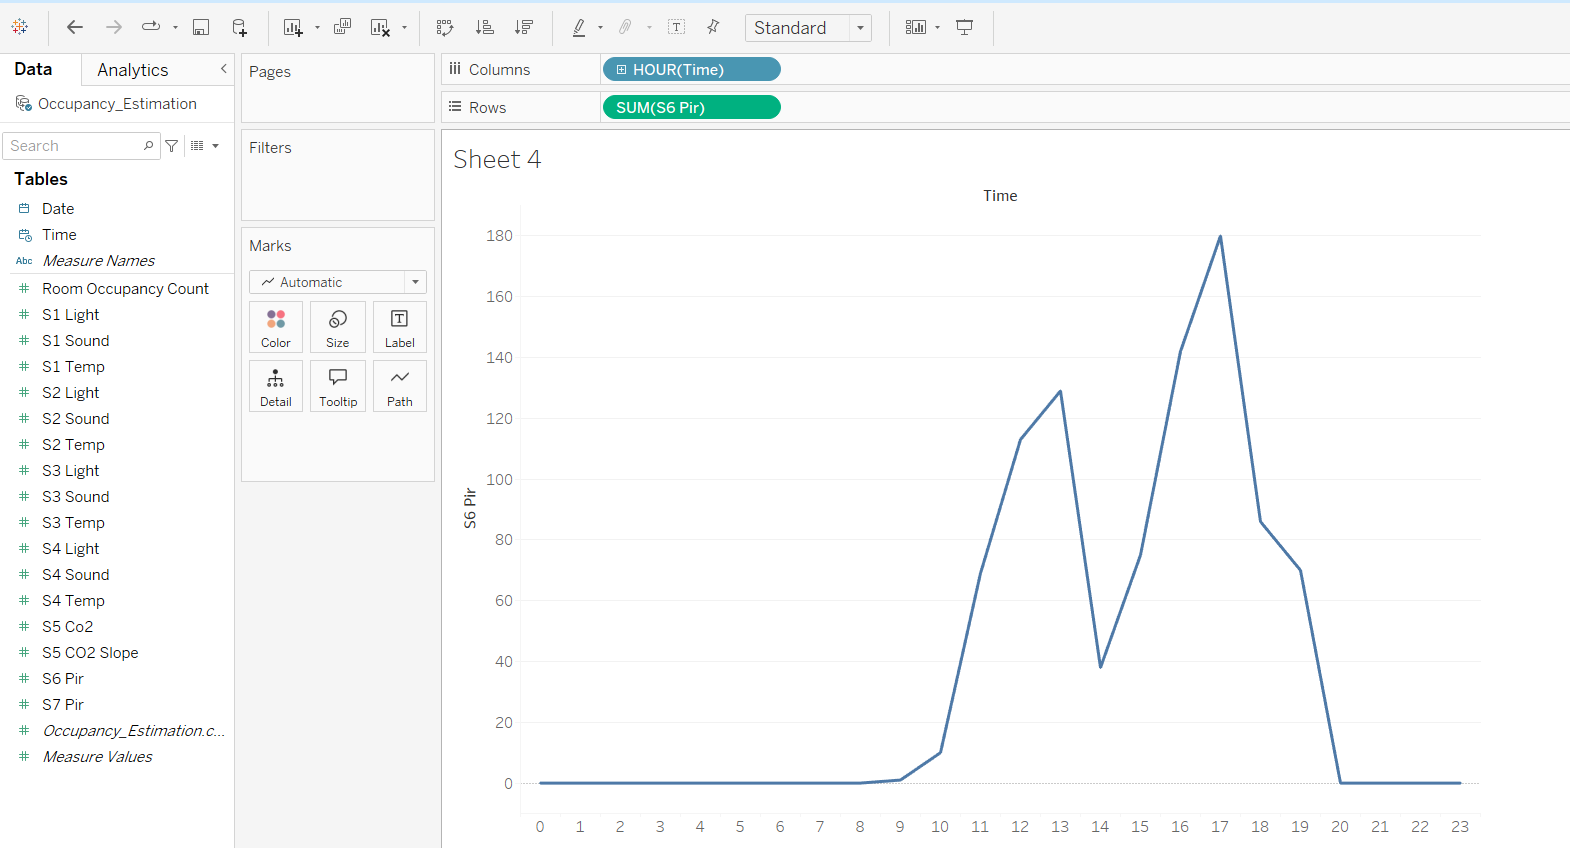 Standard
Data
Analytics
Occupancy_Estimation
Search
Tables
Date
Time
Abc Measure Names
Room Occupancy Count
S1 Light
S1 Sound
S1 Temp
S2 Light
S2 Sound
S2 Temp
S3 Light
S3 Sound
S3 Temp
S4 Light
S4 Sound
S4 Temp
S5 Co2
S5 CO2 Slope
S6 Pir
S7 Pir
Occupancy_Estimation.c...
Measure Values
Pages
Filters
Marks
Automatic
Color Size Label
Detail Tooltip Path
Columns HOUR(Time)
Rows SUM(S6 Pir)
Sheet 4
Time
180
160
140
120
100
80
60
40
20
0
S6 Pir
0 1 2 3 4 5 6 7 8 9 10 11 12 13 14 15 16 17 18 19 20 21 22 23